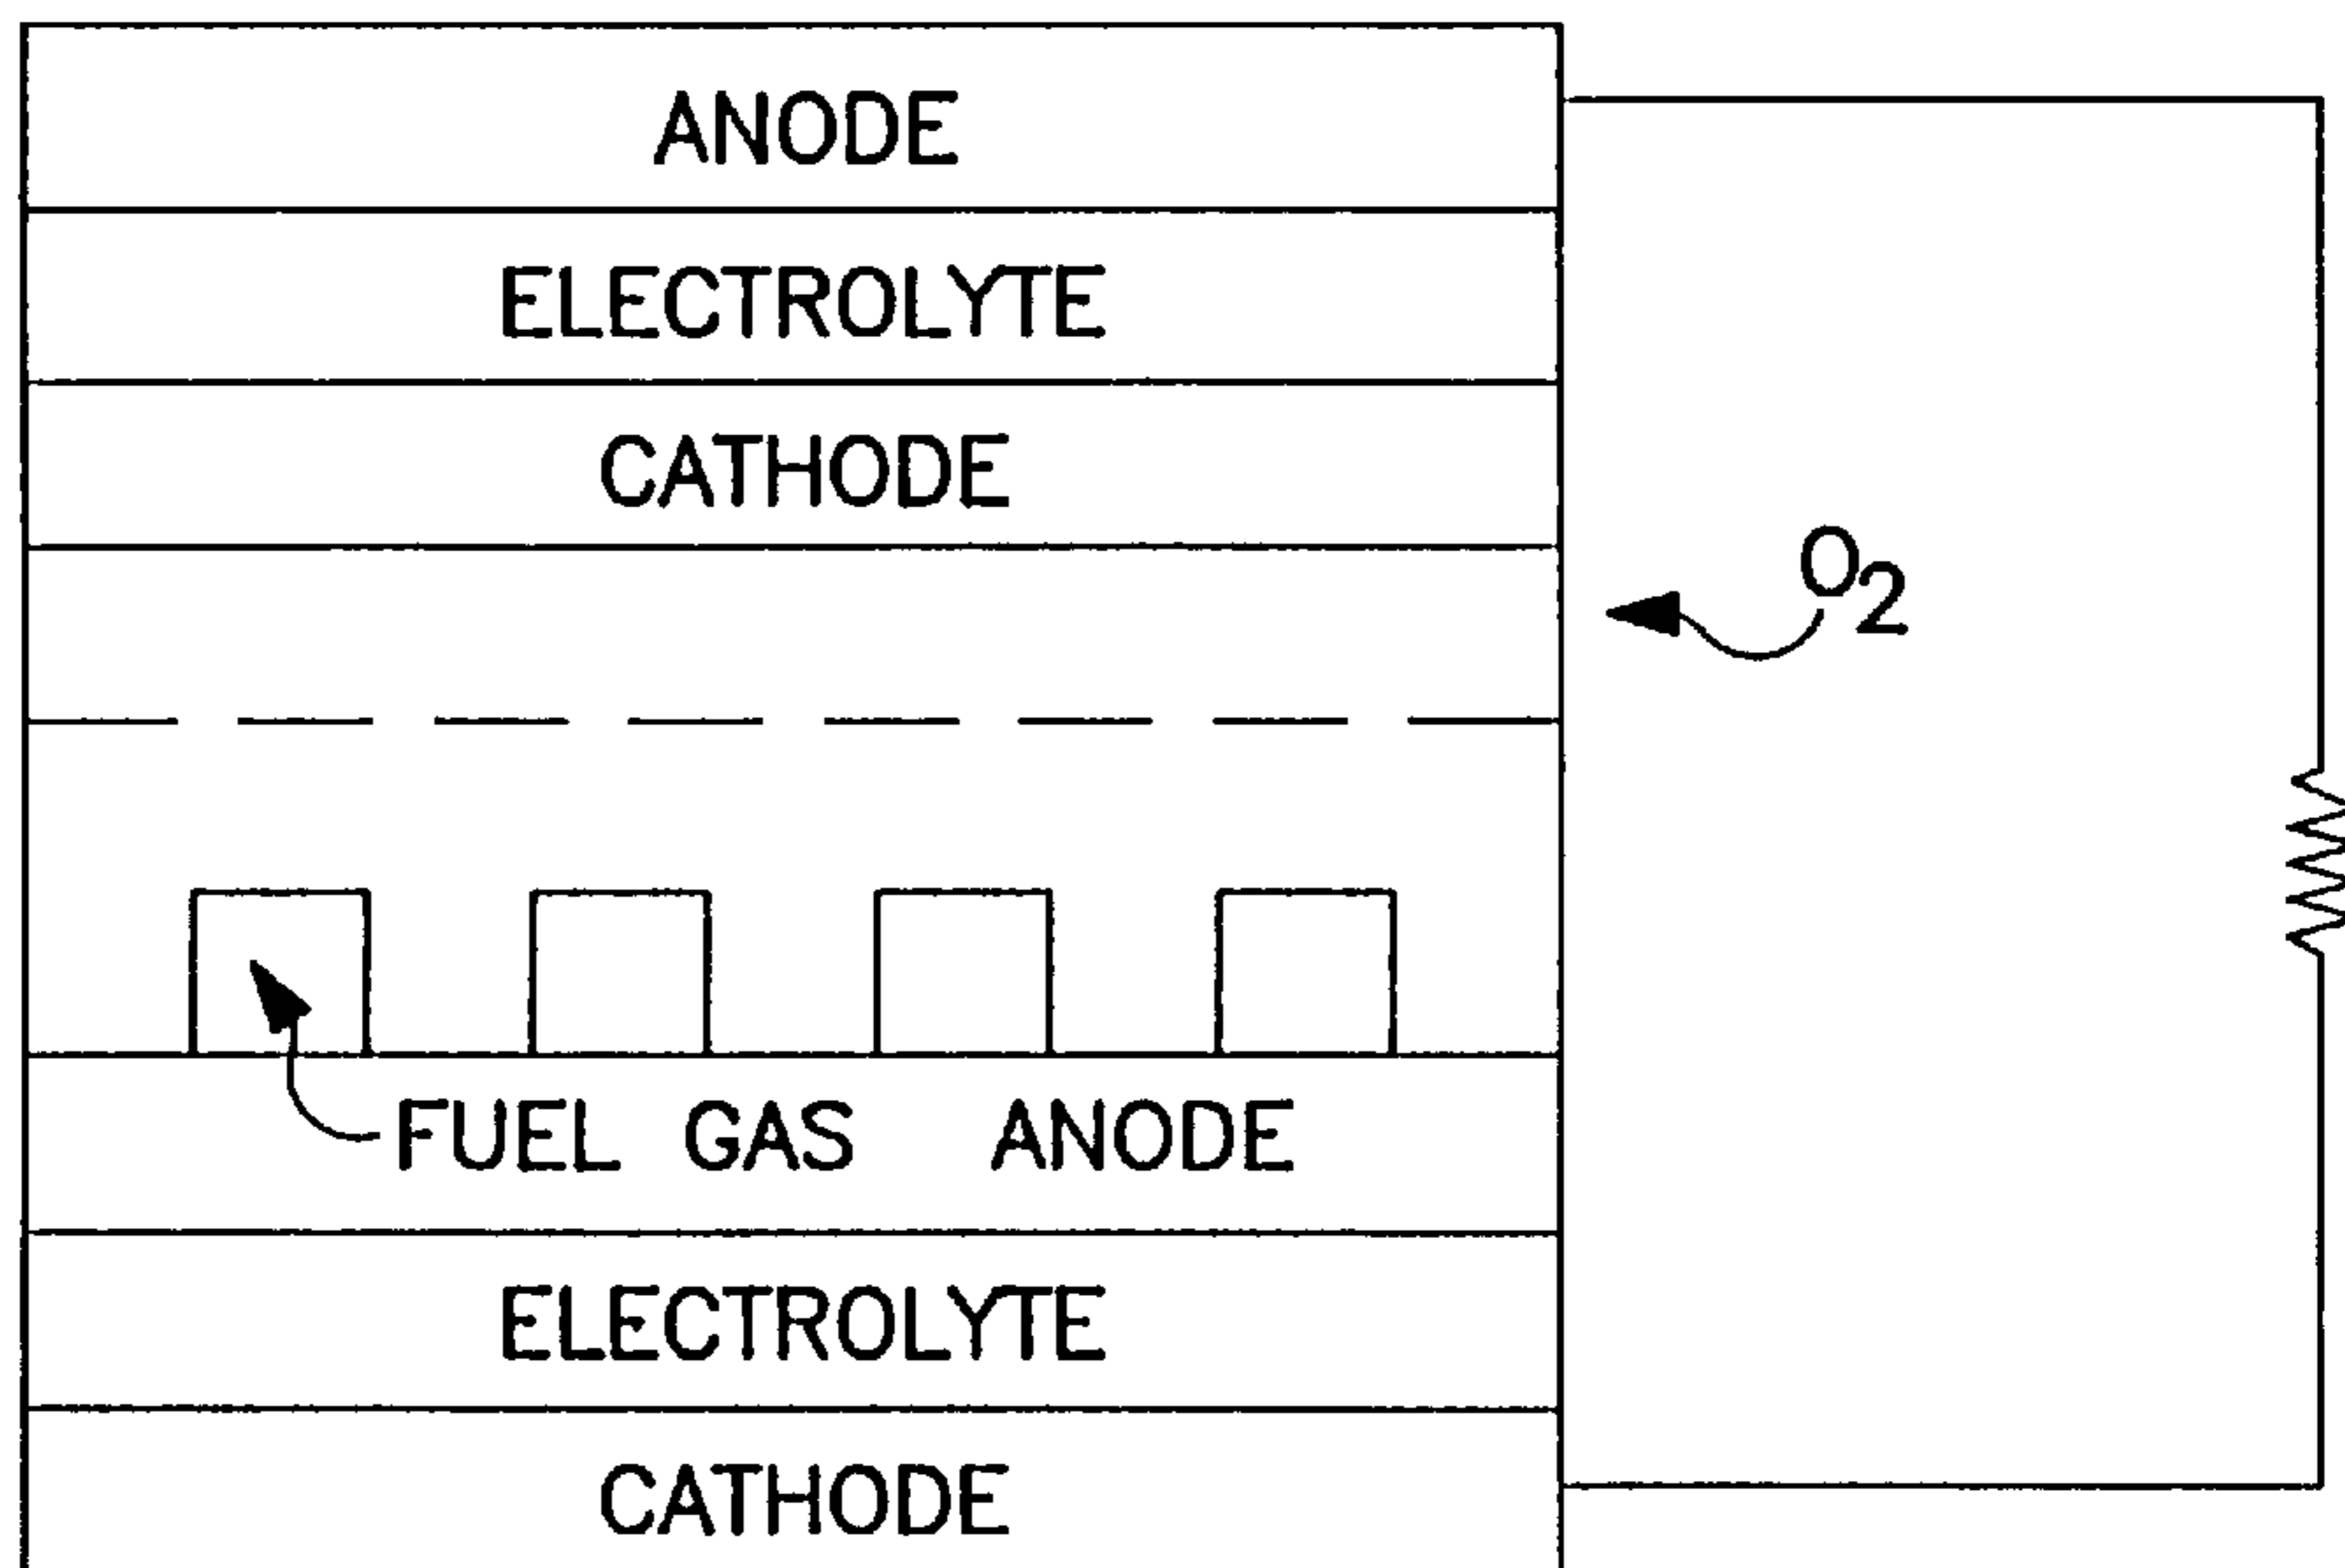 ANODE
ELECTROLYTE
CATHODE
O2
FUEL GAS ANODE
ELECTROLYTE
CATHODE